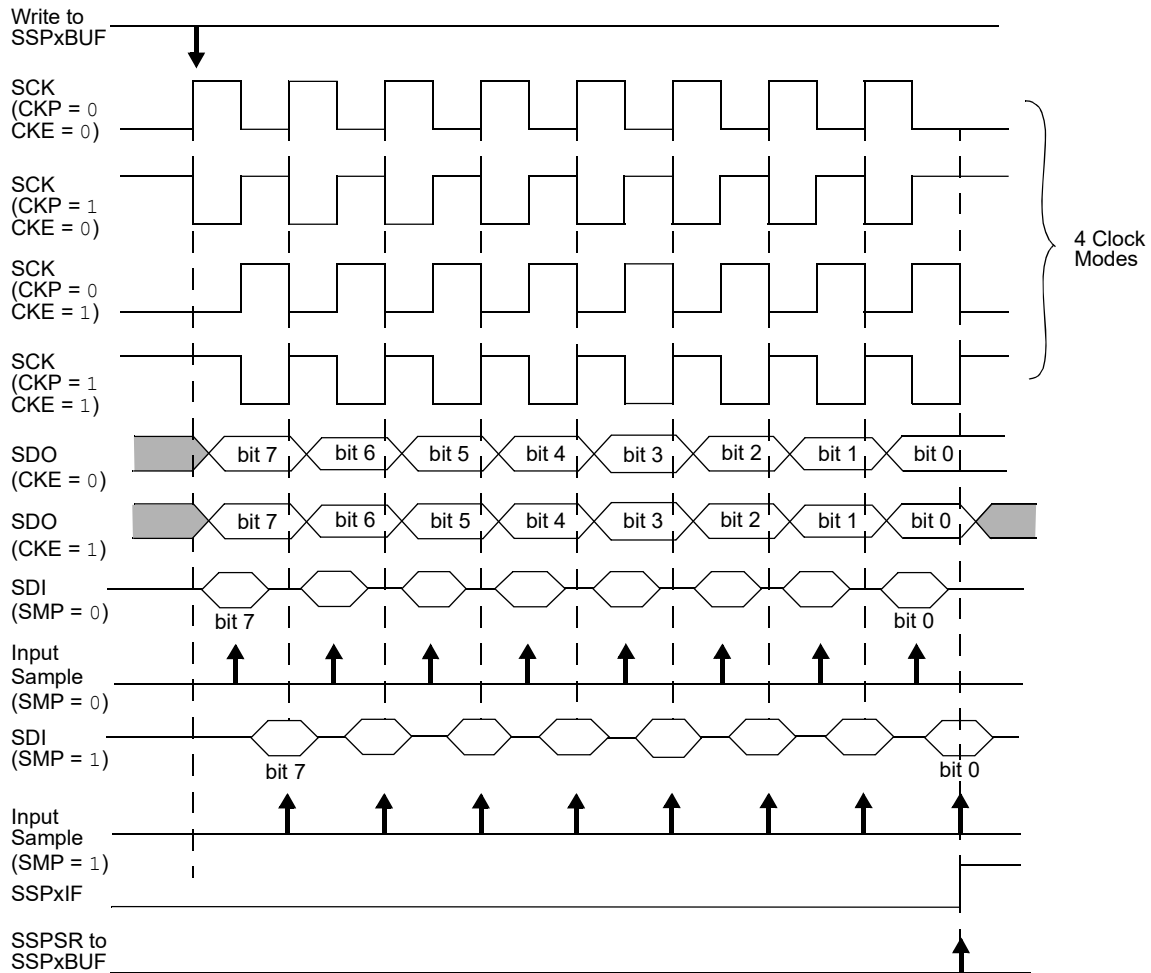 Write to
SSPxBUF
SCK
(CKP = 0
CKE = 0)
SCK
(CKP = 1
CKE = 0)
SCK
(CKP = 0
CKE = 1)
SCK
(CKP = 1
CKE = 1)
4 Clock
Modes
SDO
(CKE = 0)
bit 7 bit 6 bit 5 bit 4 bit 3 bit 2 bit 1 bit 0
SDO
(CKE = 1)
bit 7 bit 6 bit 5 bit 4 bit 3 bit 2 bit 1 bit 0
SDI
(SMP = 0)
bit 7 bit 0
Input
Sample
(SMP = 0)
SDI
(SMP = 1)
bit 7 bit 0
Input
Sample
(SMP = 1)
SSPxIF
SSPSR to
SSPxBUF